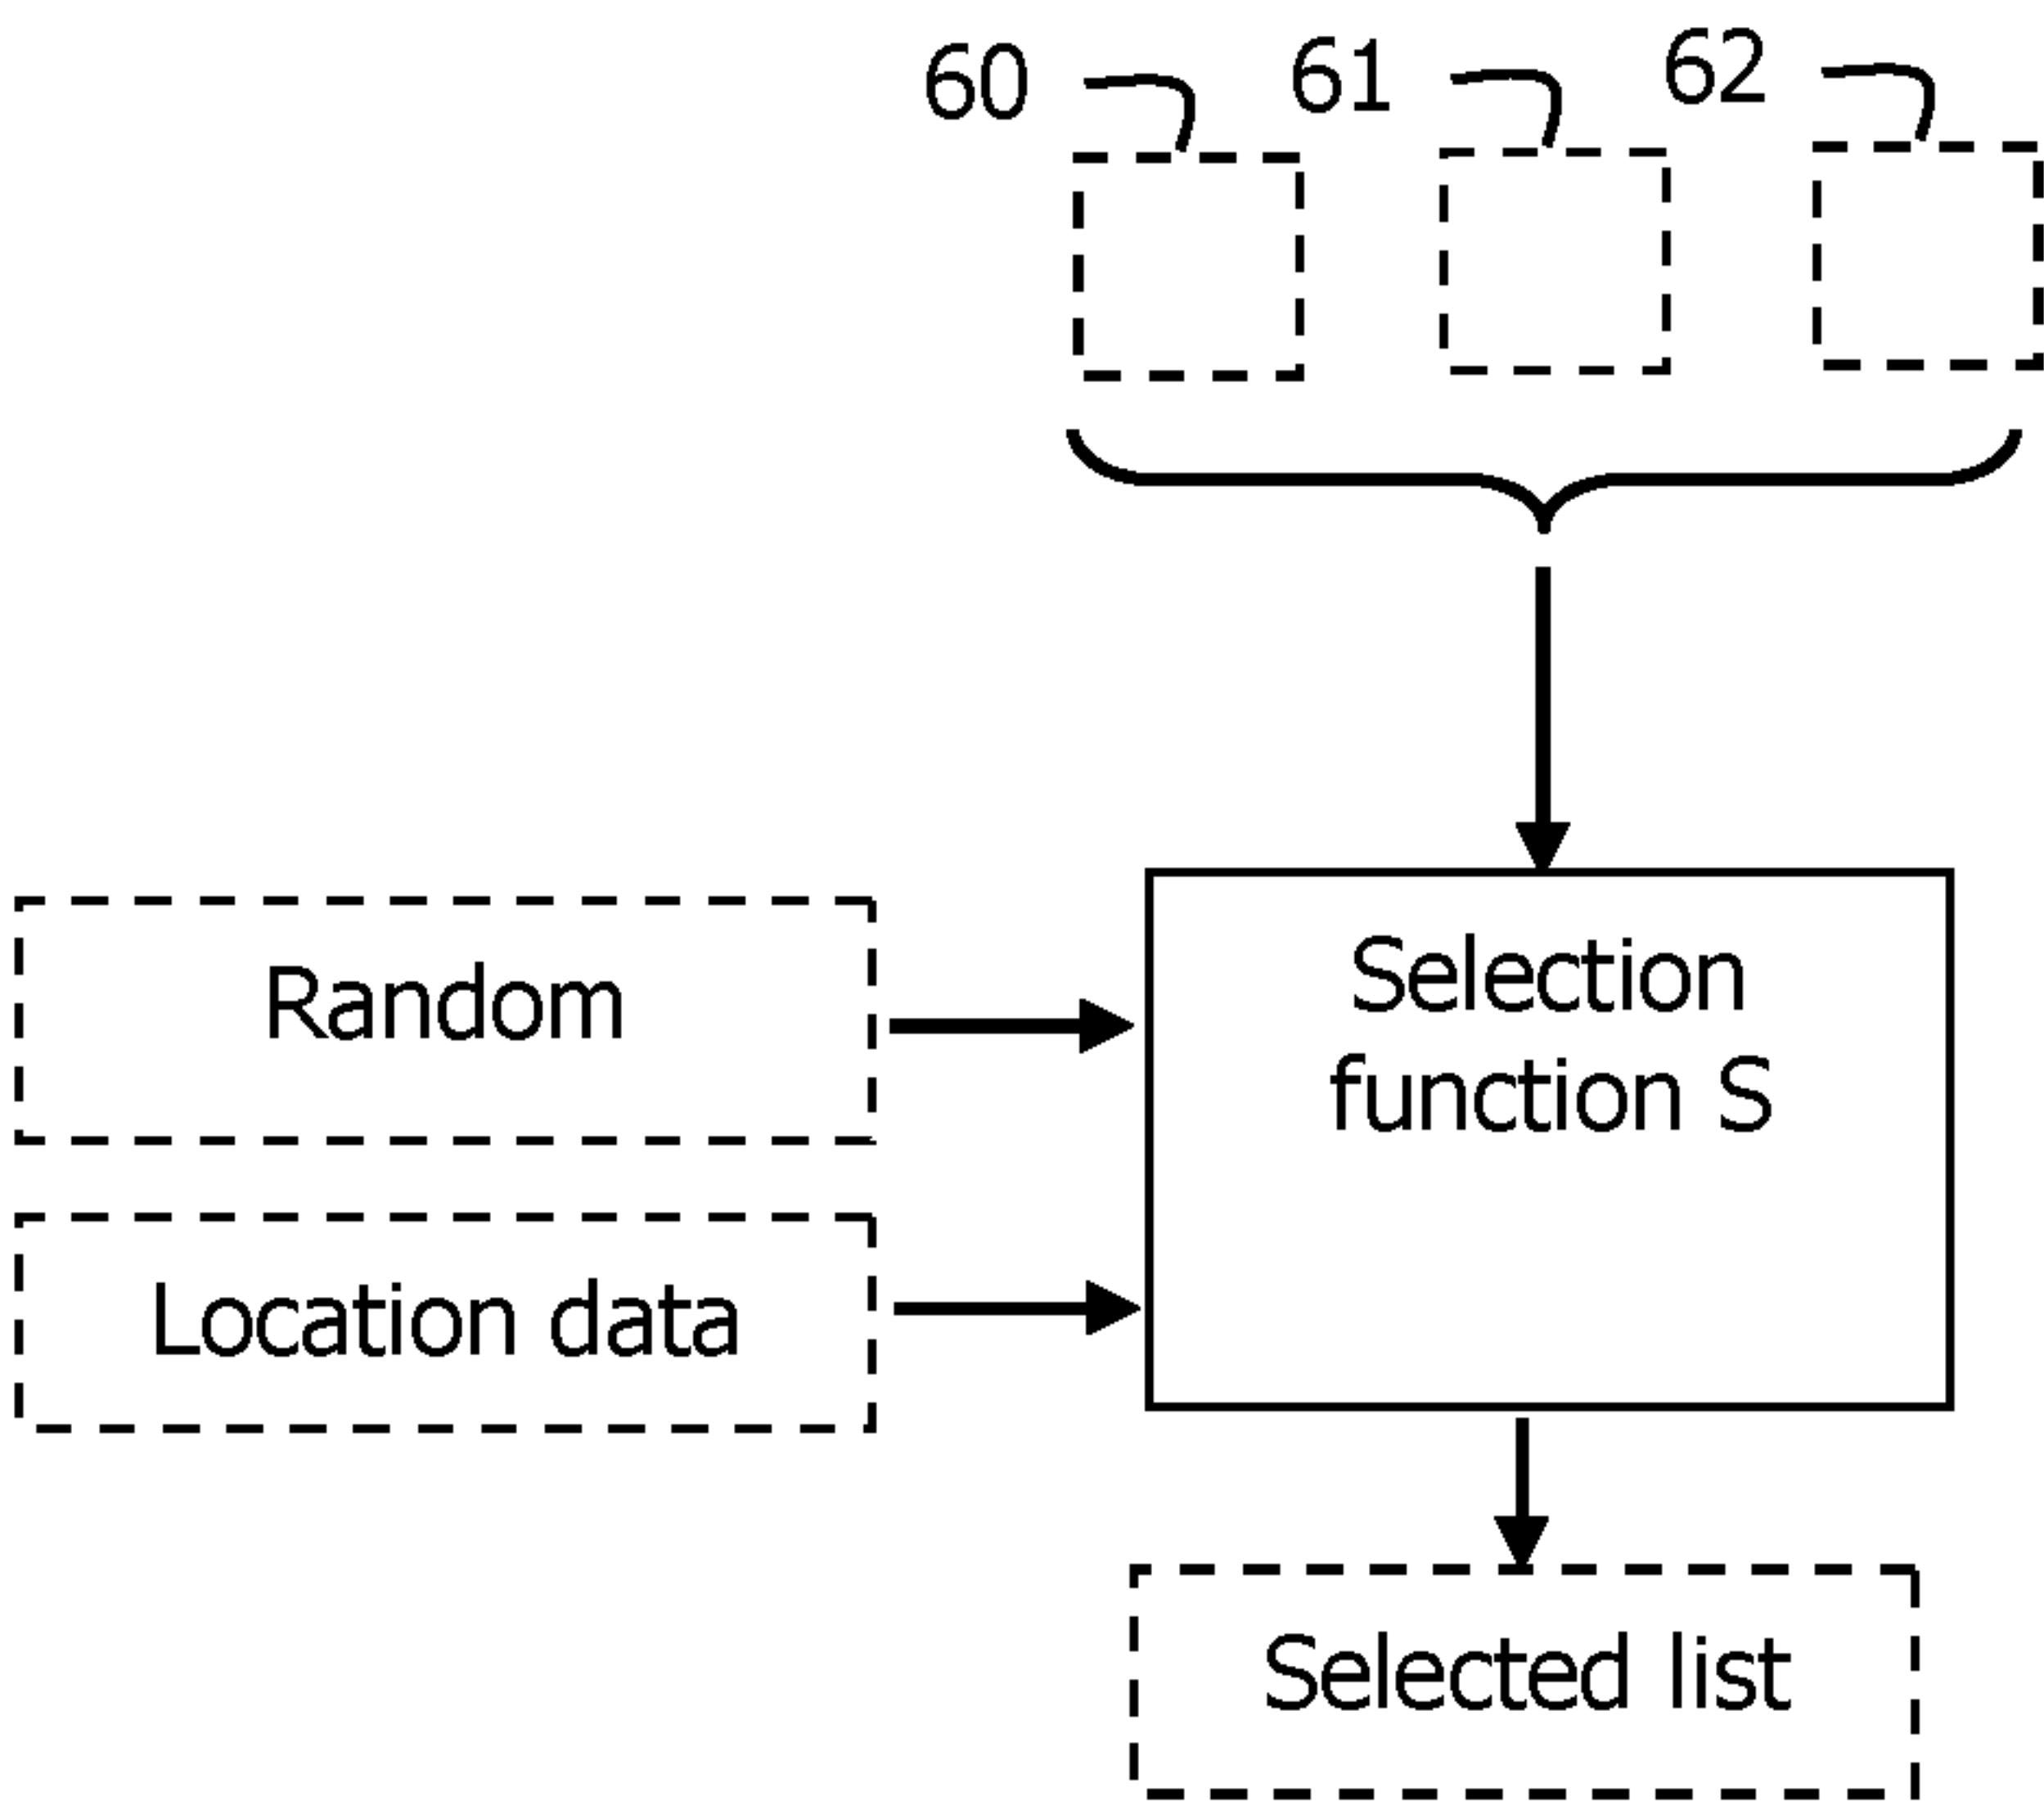 60 61 62
Selection
function S
Random
Location data
Selected list